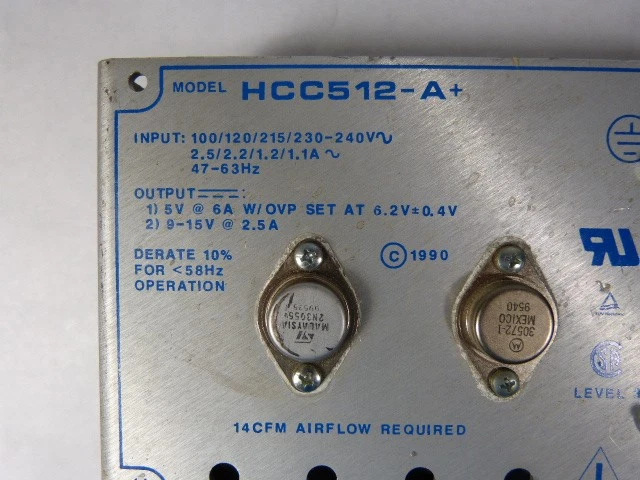 MODEL HCC512-A+
INPUT: 100/120/215/230-240V∿
2.5/2.2/1.2/1.1A ∿
47-63Hz
OUTPUT⎓:
1) 5V @ 6A W/OVP SET AT 6.2V±0.4V
2) 9-15V @ 2.5A
DERATE 10%
FOR <58Hz
OPERATION
© 1990
MALAYSIA
2N3055
30572-1
MEXICO
9540
LEVEL
14CFM AIRFLOW REQUIRED